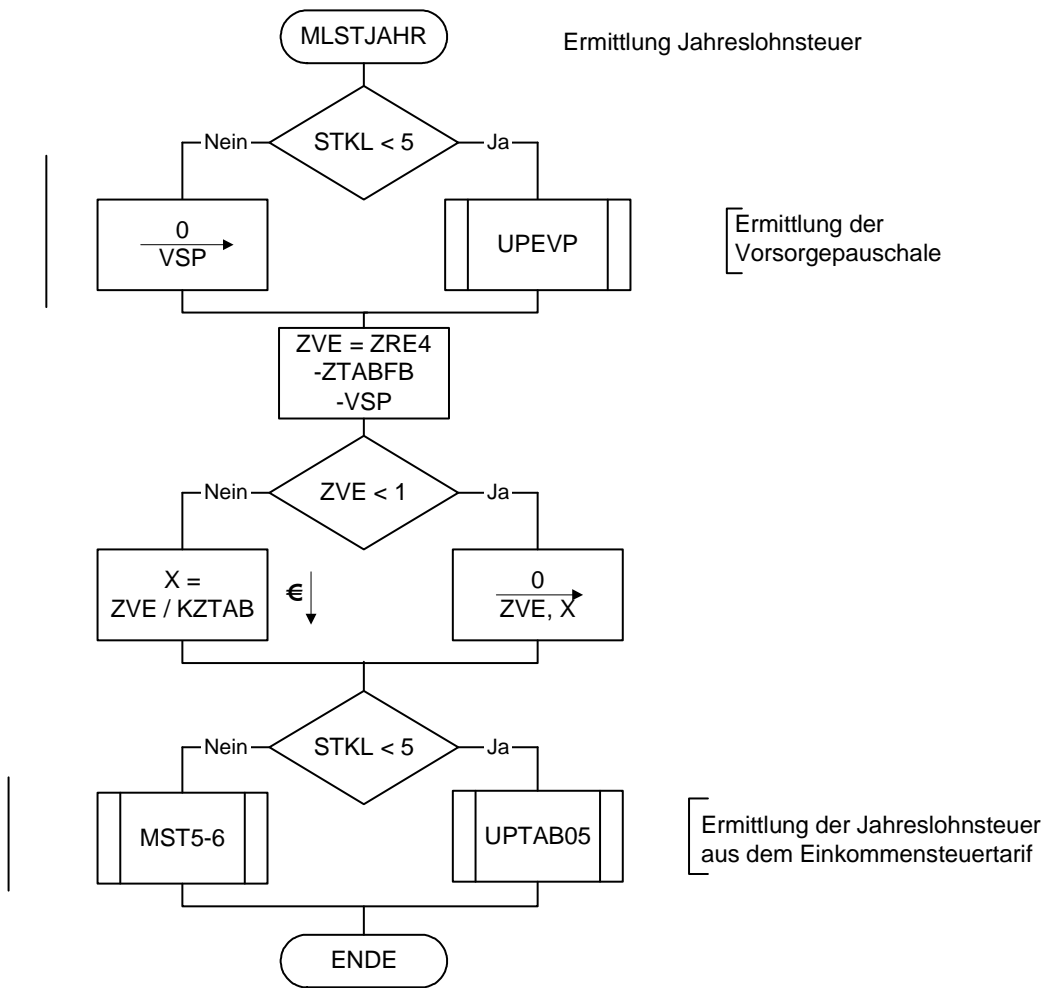 MLSTJAHR
Ermittlung Jahreslohnsteuer
STKL < 5
Nein
Ja
0
VSP
UPEVP
Ermittlung der
Vorsorgepauschale
ZVE = ZRE4
-ZTABFB
-VSP
ZVE < 1
Nein
Ja
X =
ZVE / KZTAB
€
0
ZVE, X
STKL < 5
Nein
Ja
MST5-6
UPTAB05
Ermittlung der Jahreslohnsteuer
aus dem Einkommensteuertarif
ENDE